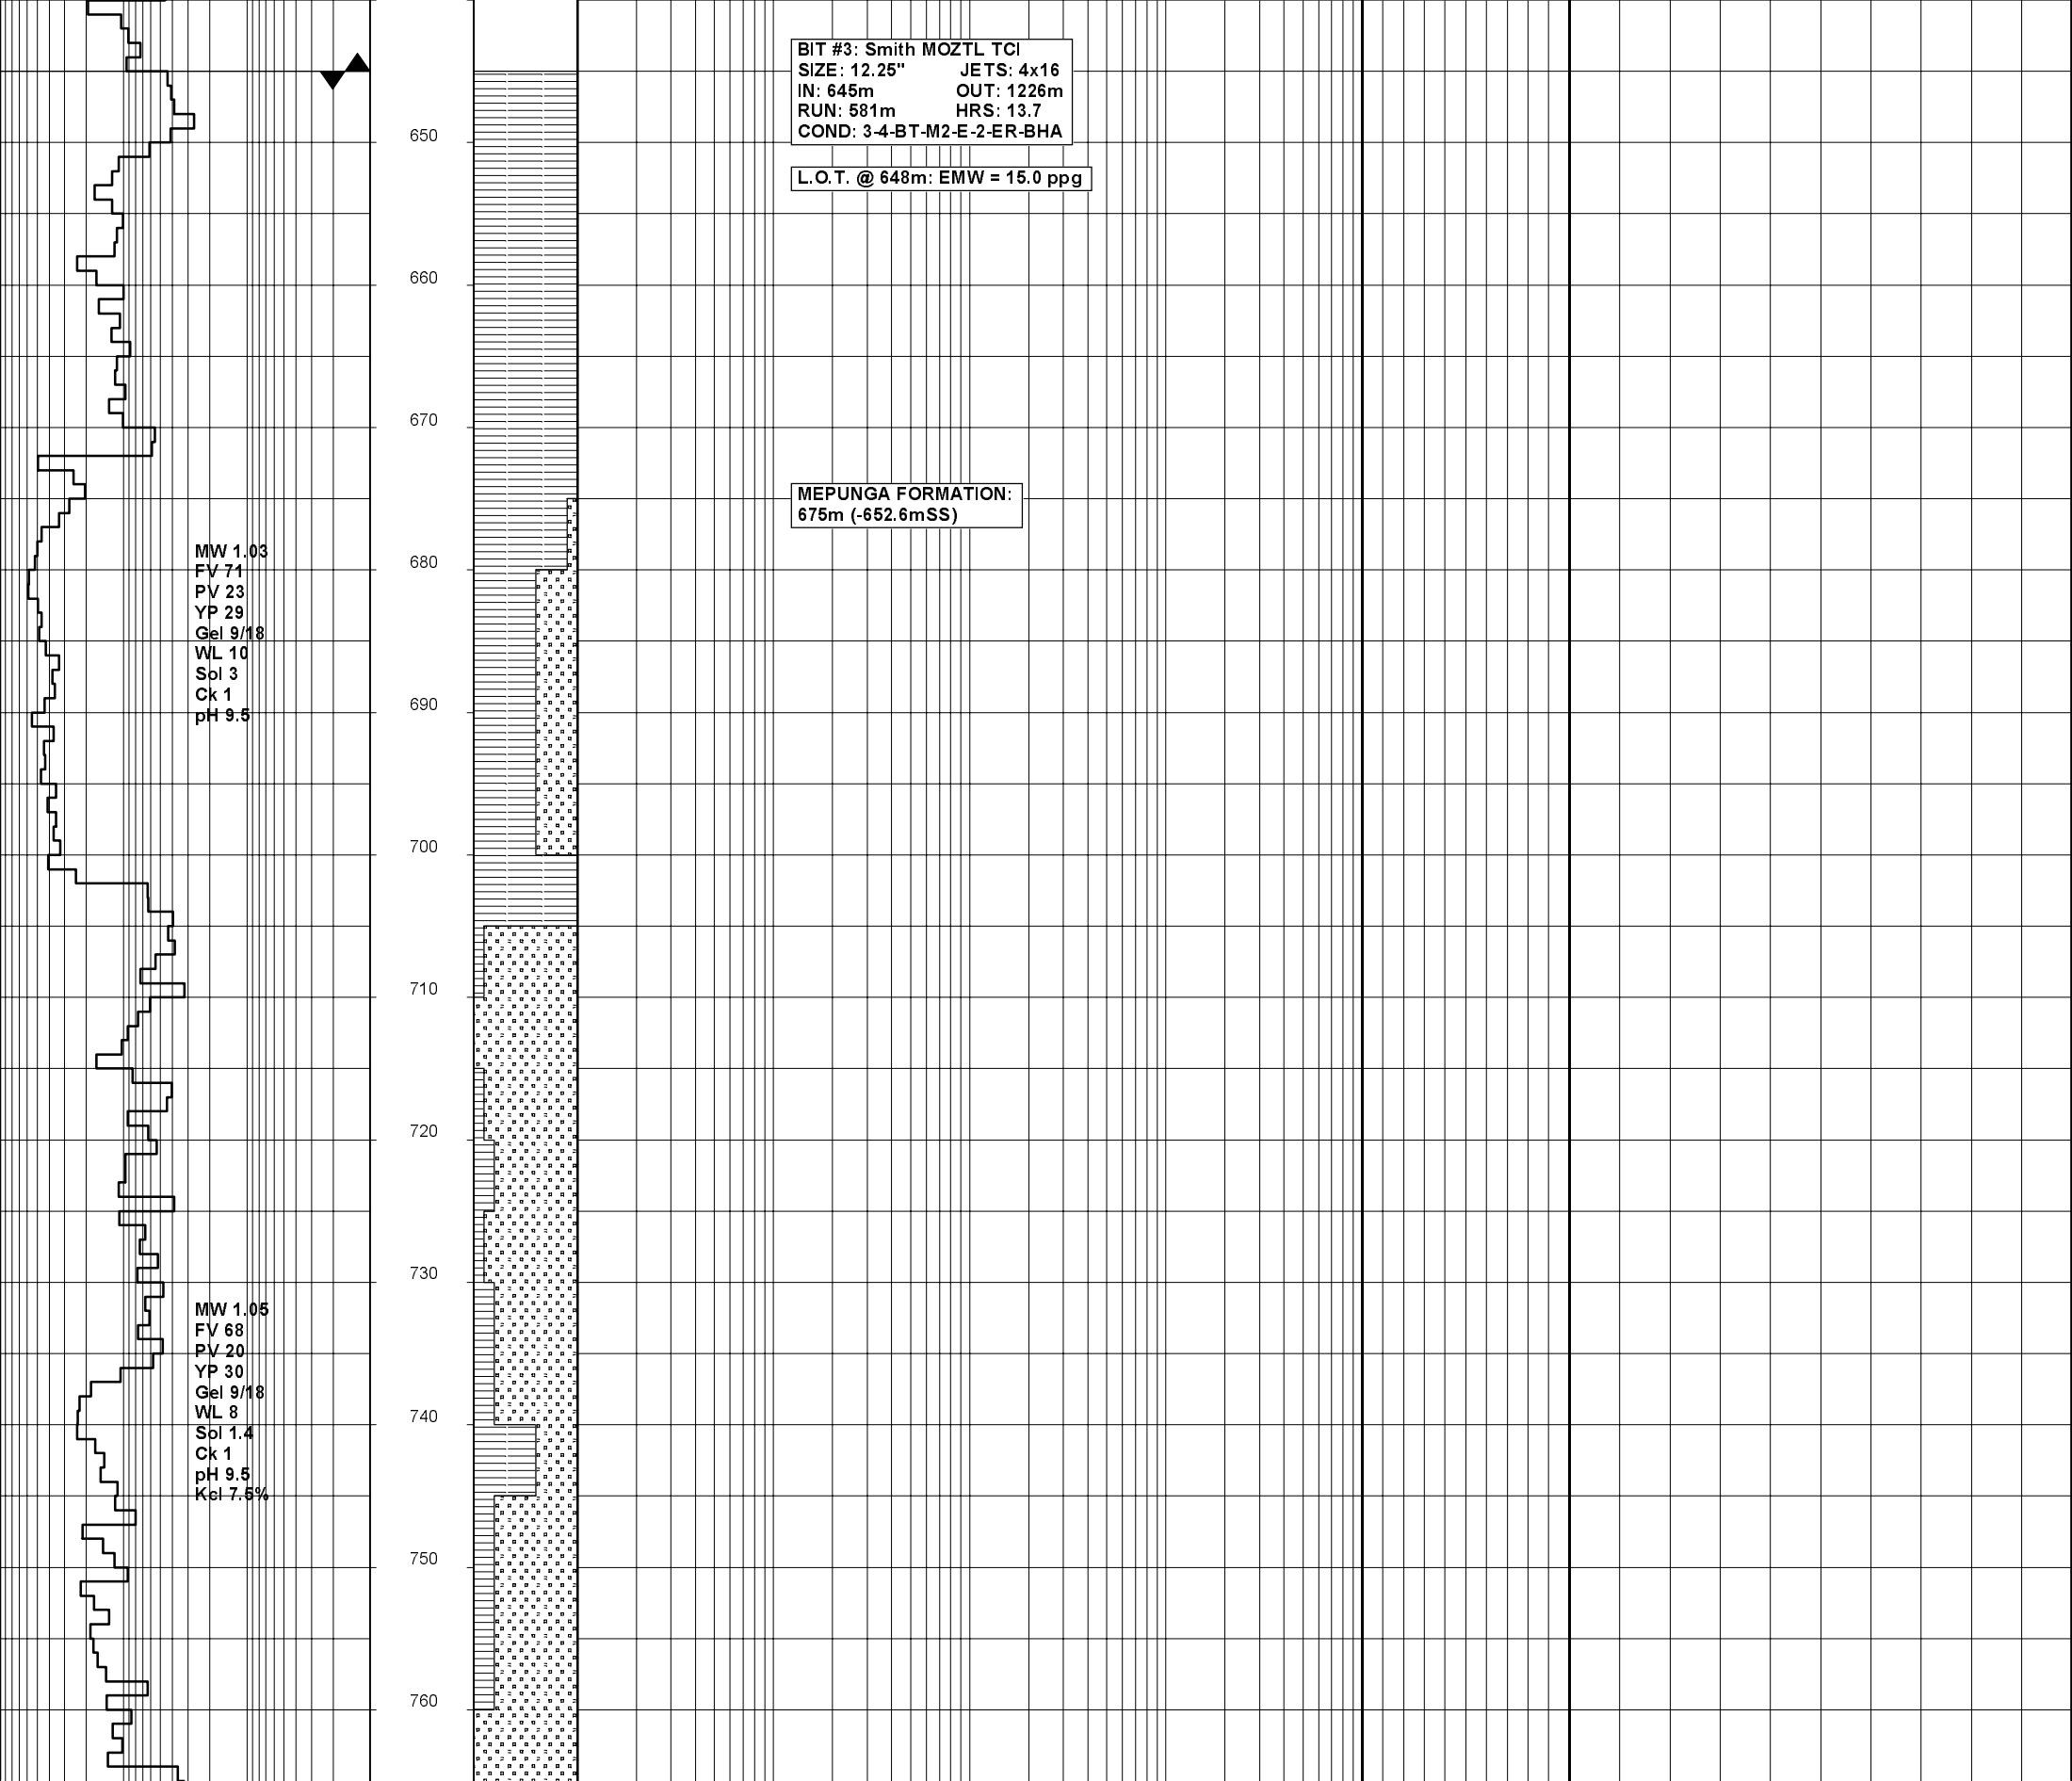 BIT #3: Smith MOZTL TCI
SIZE: 12.25" JETS: 4x16
IN: 645m OUT: 1226m
RUN: 581m HRS: 13.7
COND: 3-4-BT-M2-E-2-ER-BHA
650
L.O.T. @ 648m: EMW = 15.0 ppg
660
670
MEPUNGA FORMATION:
675m (-652.6mSS)
MW 1.03
680
FV 71
PV 23
YP 29
Gel 9/18
WL 10
Sol 3
Ck 1
690
pH 9.5
700
710
720
730
MW 1.05
FV 68
PV 20
YP 30
Gel 9/18
WL 8
740
Sol 1.4
Ck 1
pH 9.5
Kcl 7.5%
750
760